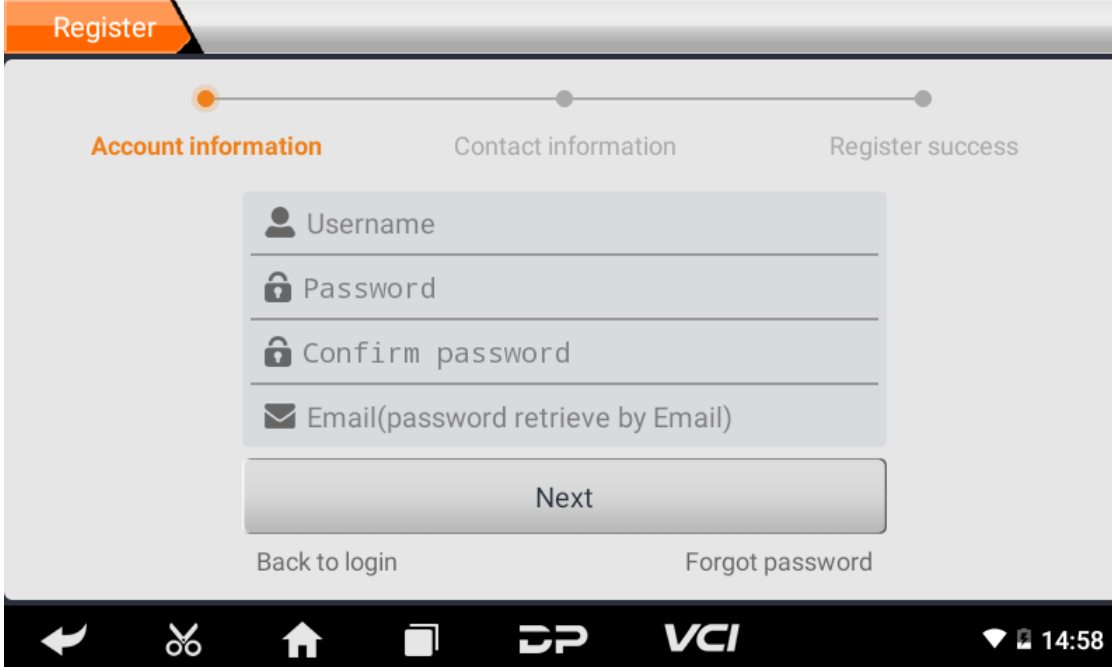 Register
Account information Contact information Register success
Username
Password
Confirm password
Email(password retrieve by Email)
Next
Back to login Forgot password
DP VCI 14:58